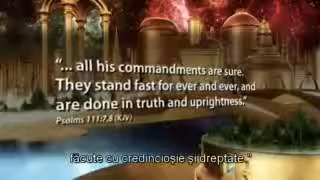 “... all his commandments are sure.
They stand fast for ever and ever, and
are done in truth and uprightness.”
Psalms 111:7,8 (KJV)
făcute cu credincioşie şi dreptate.”